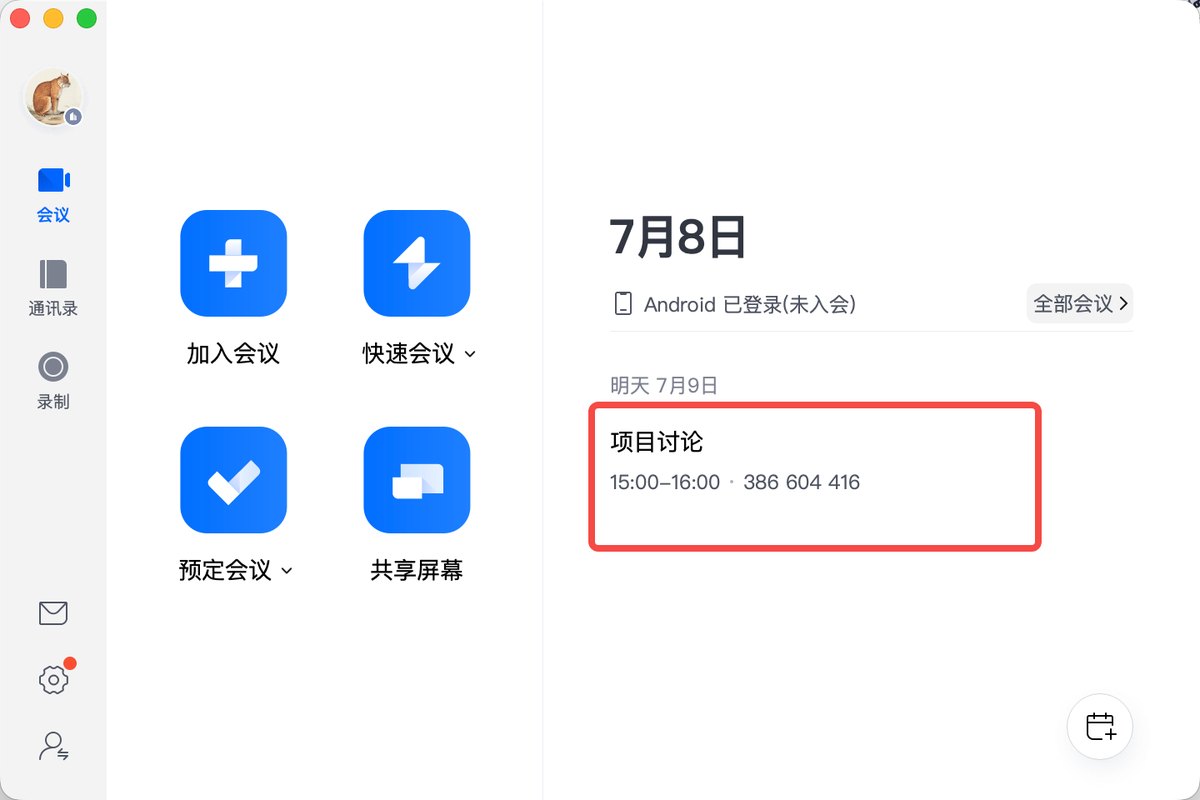 会议
通讯录
录制
加入会议
快速会议
预定会议
共享屏幕
7月8日
Android 已登录(未入会)
全部会议
明天 7月9日
项目讨论
15:00–16:00 · 386 604 416